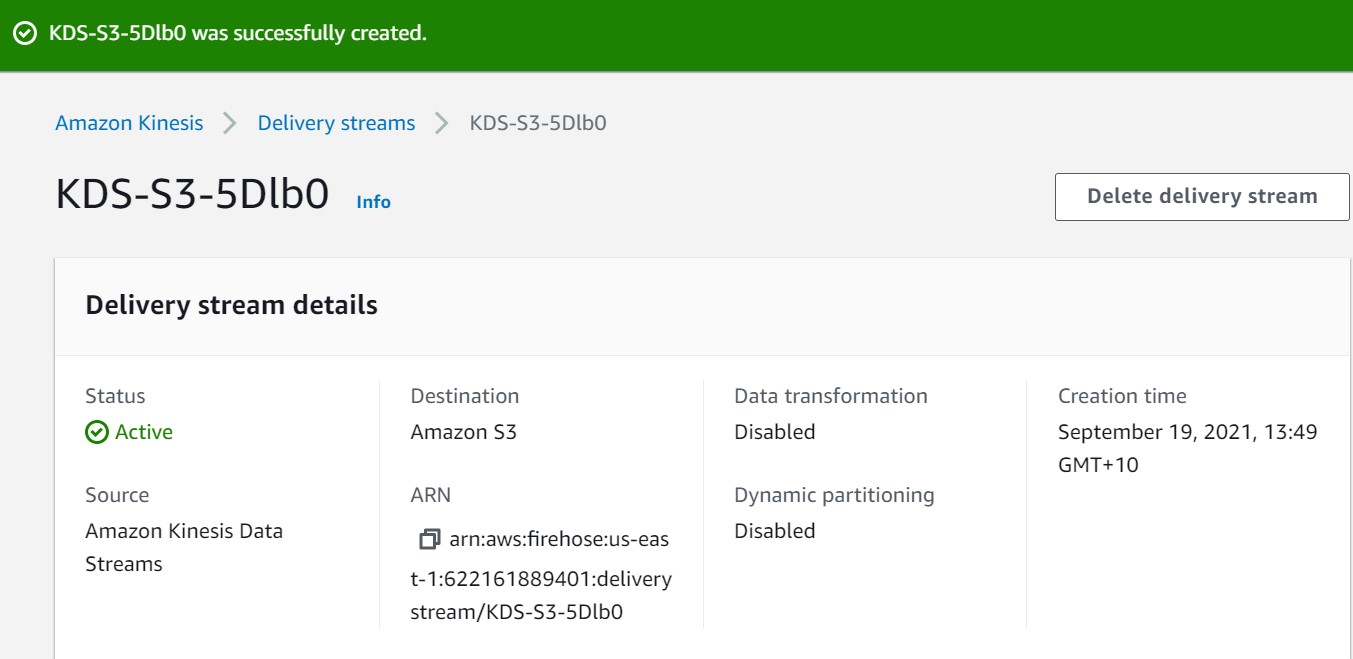 KDS-S3-5Dlb0 was successfully created.
Amazon Kinesis
Delivery streams
KDS-S3-5Dlb0
KDS-S3-5Dlb0 Info
Delete delivery stream
Delivery stream details
Status
Active
Source
Amazon Kinesis Data
Streams
Destination
Amazon S3
ARN
arn:aws:firehose:us-eas
t-1:622161889401:delivery
stream/KDS-S3-5Dlb0
Data transformation
Disabled
Dynamic partitioning
Disabled
Creation time
September 19, 2021, 13:49
GMT+10